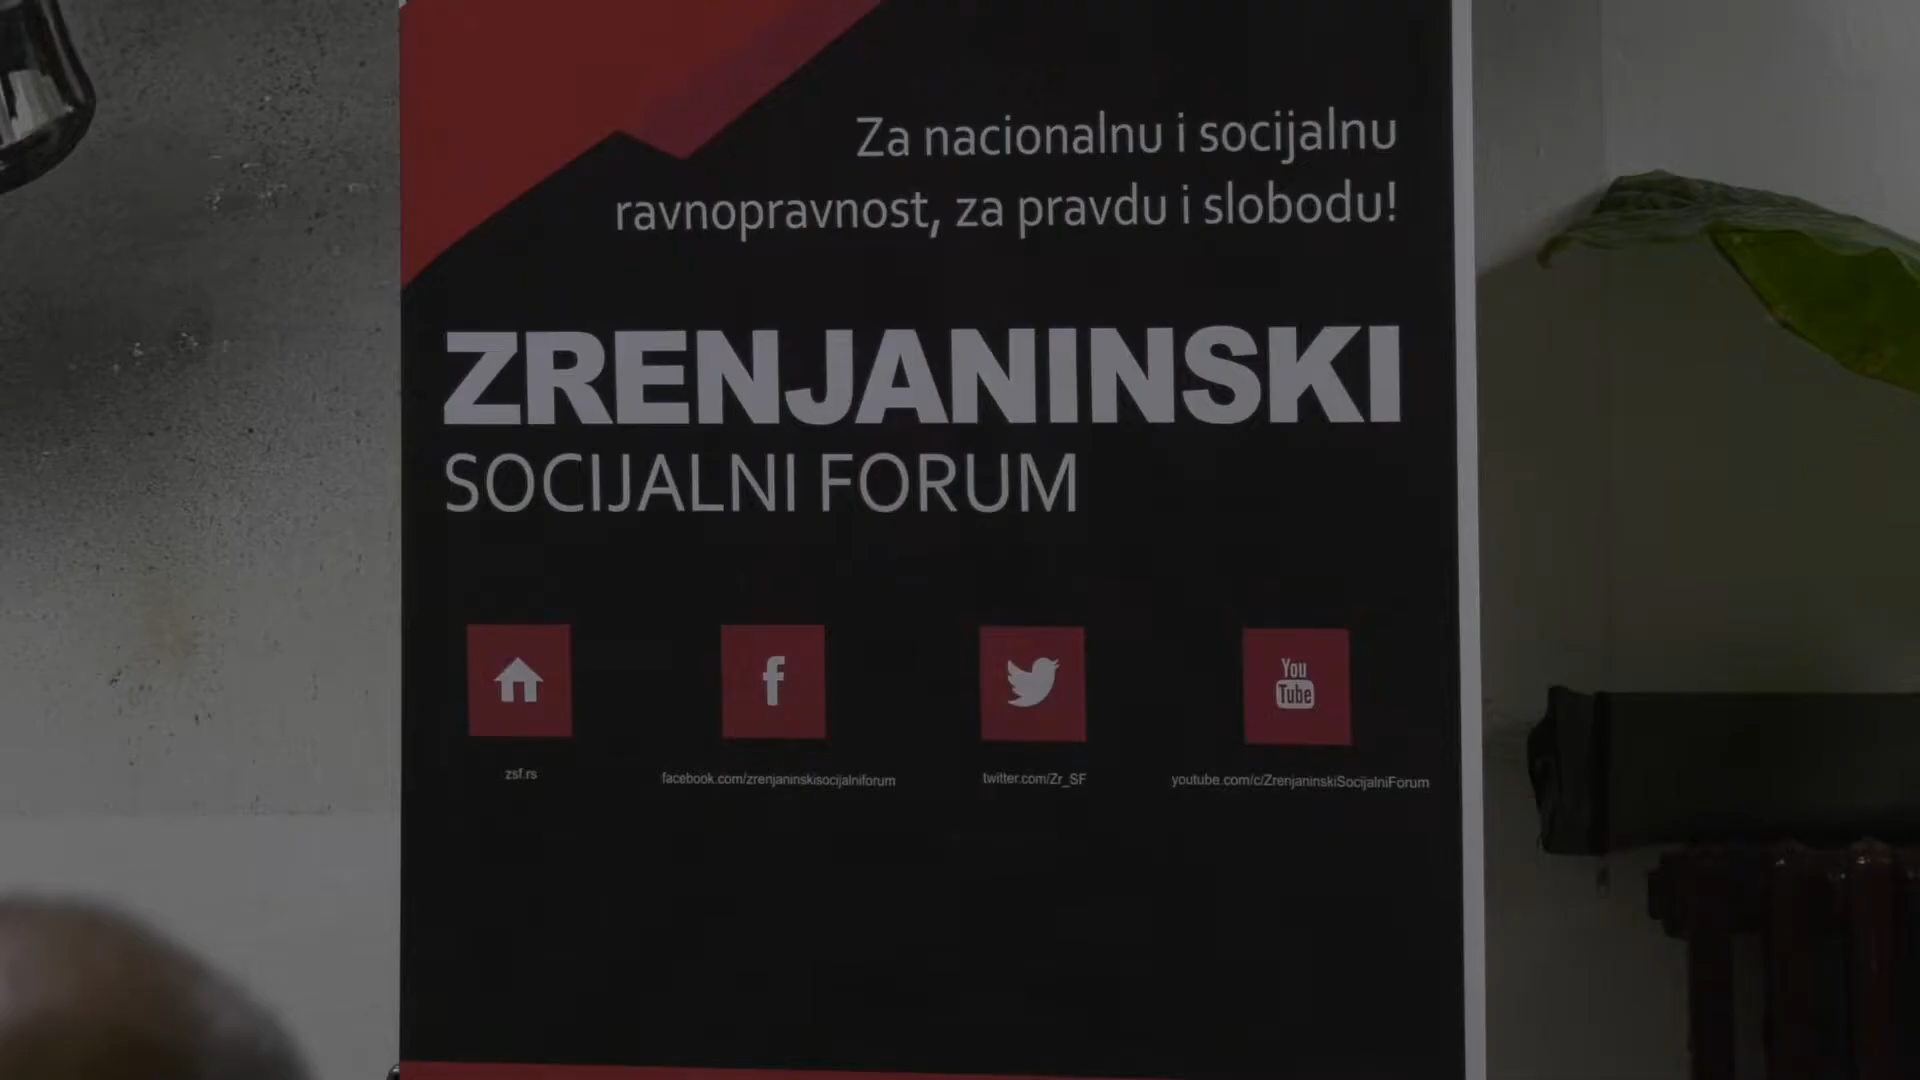 Za nacionalnu i socijalnu
ravnopravnost, za pravdu i slobodu!
ZRENJANINSKI
SOCIJALNI FORUM
f
You
Tube
zsf.rs
facebook.com/zrenjaninskisocijalniforum
twitter.com/Zr_SF
youtube.com/c/ZrenjaninskiSocijalniForum